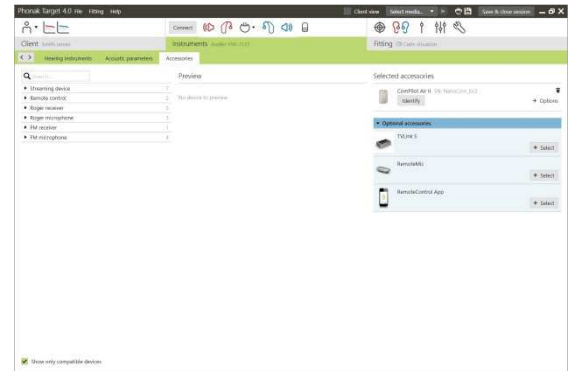 Phonak Target 4.0 File Fitting Help
Client view Select media... Save & close session
Connect
Client
Instruments
Fitting
Hearing instruments Acoustic parameters Accessories
Search
Streaming device
Remote control
Roger receiver
Roger microphone
FM receiver
FM microphone
Preview
No device to preview
Selected accessories
ComPilot Air II
Identify
Options
Optional accessories
TVLink S
Select
RemoteMic
Select
RemoteControl App
Select
Show only compatible devices